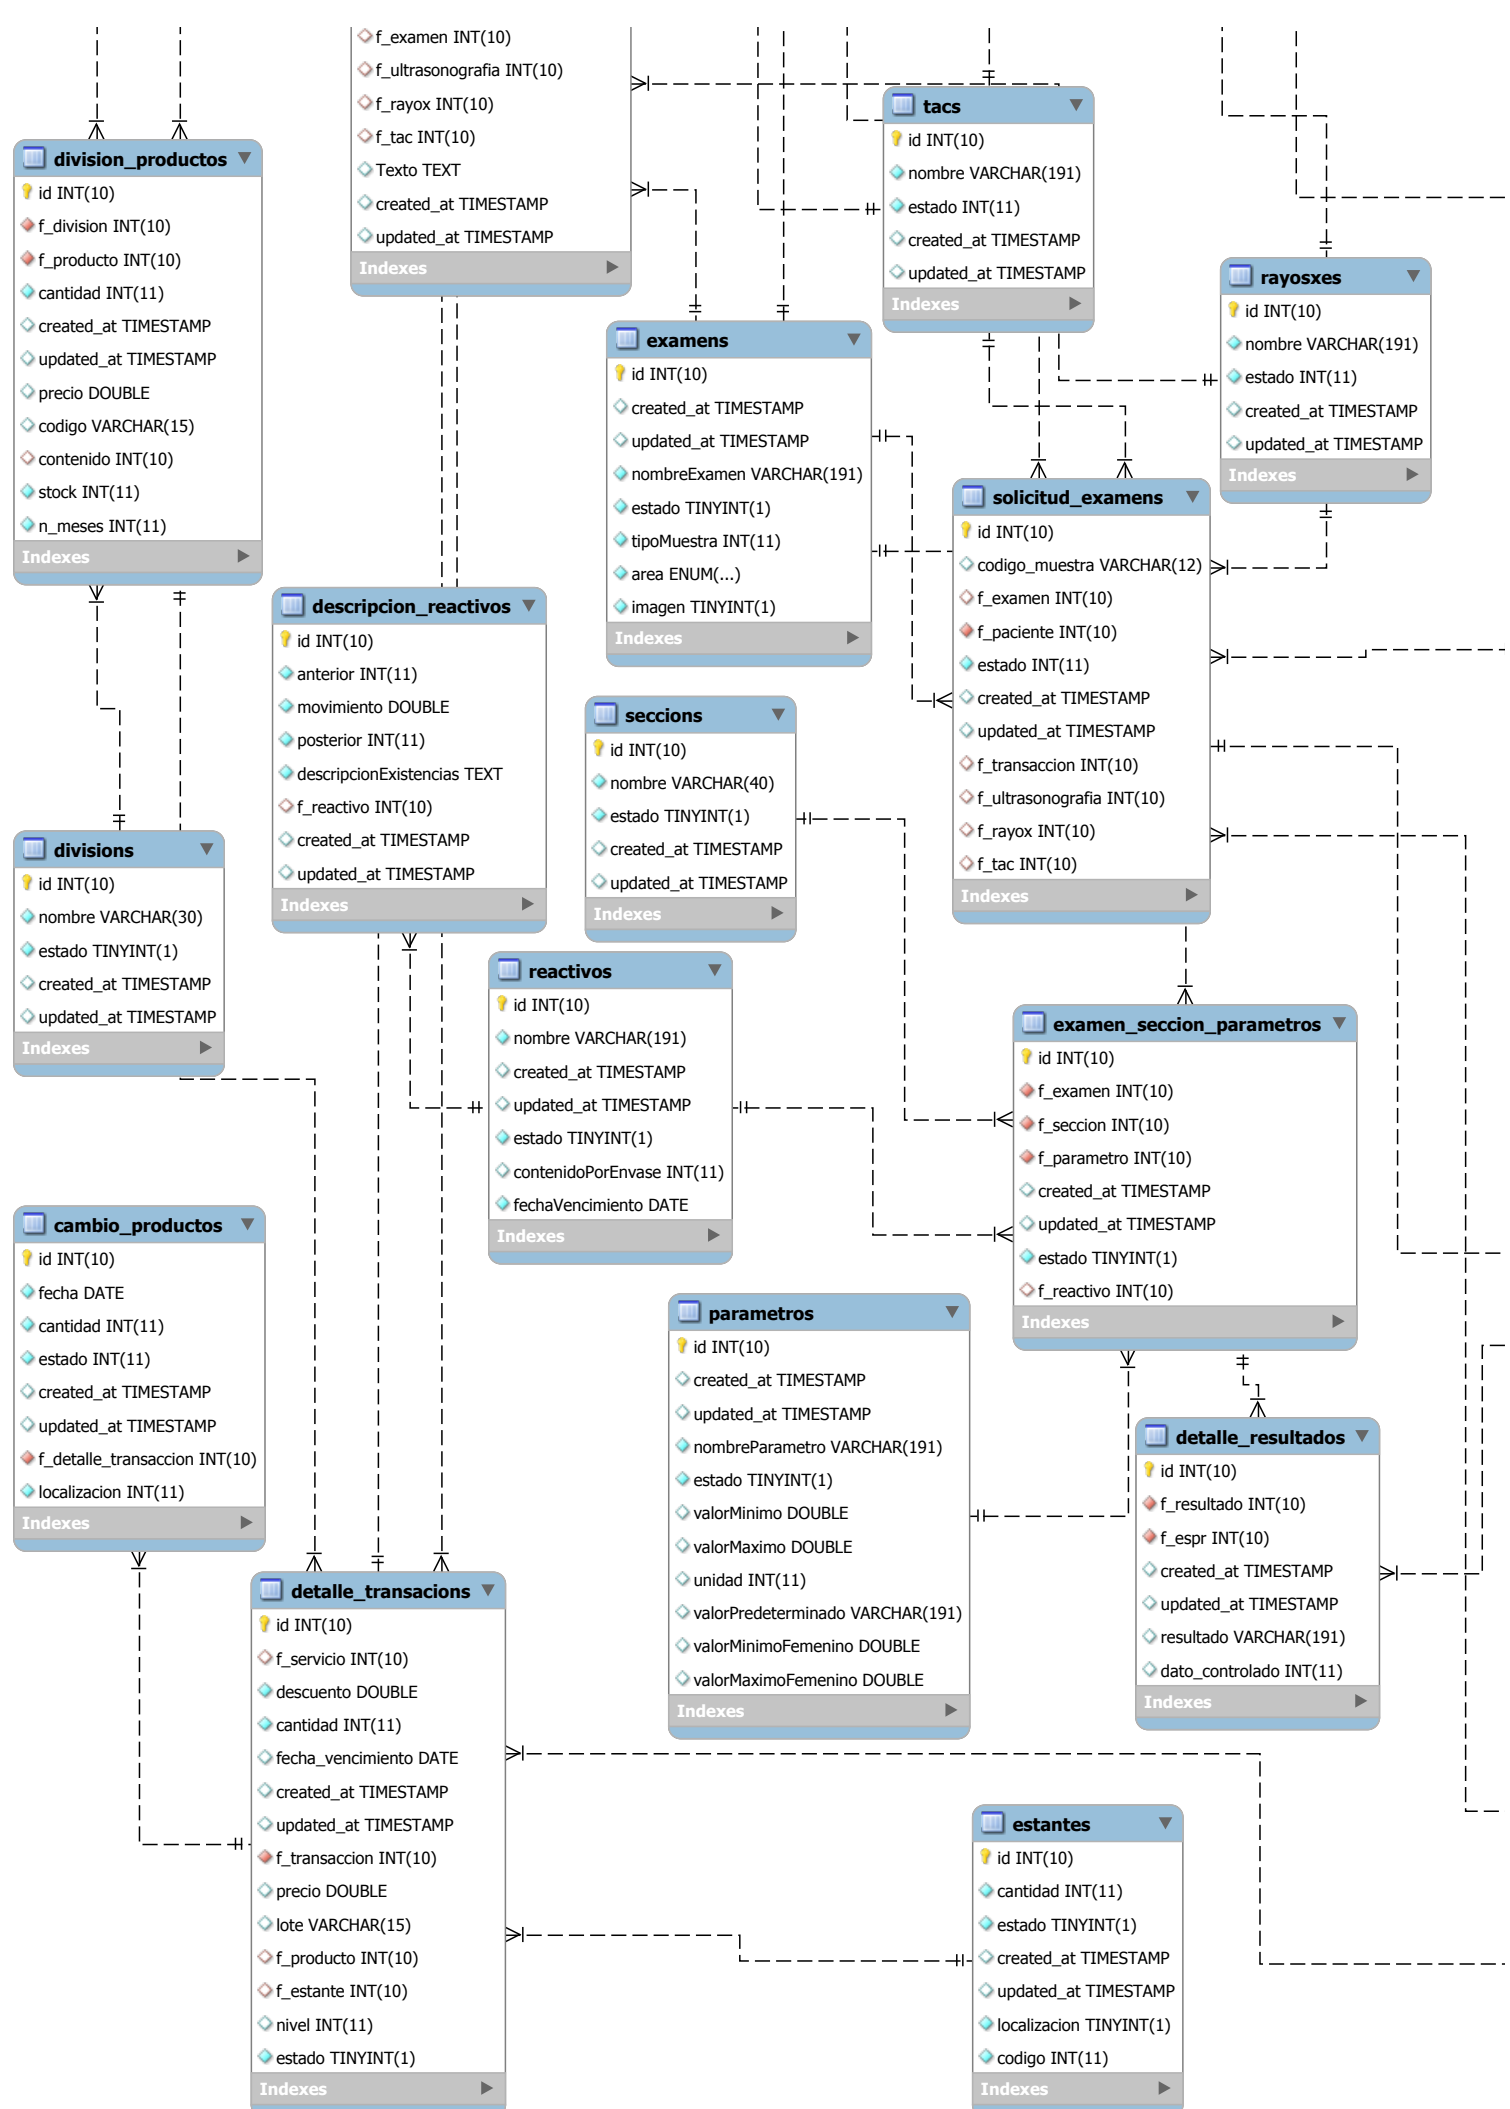 f_examen INT(10)
f_ultrasonografia INT(10)
f_rayox INT(10)
f_tac INT(10)
Texto TEXT
created_at TIMESTAMP
updated_at TIMESTAMP
Indexes
tacs
id INT(10)
nombre VARCHAR(191)
estado INT(11)
created_at TIMESTAMP
updated_at TIMESTAMP
Indexes
division_productos
id INT(10)
f_division INT(10)
f_producto INT(10)
cantidad INT(11)
created_at TIMESTAMP
updated_at TIMESTAMP
precio DOUBLE
codigo VARCHAR(15)
contenido INT(10)
stock INT(11)
n_meses INT(11)
Indexes
rayosxes
id INT(10)
nombre VARCHAR(191)
estado INT(11)
created_at TIMESTAMP
updated_at TIMESTAMP
Indexes
examens
id INT(10)
created_at TIMESTAMP
updated_at TIMESTAMP
nombreExamen VARCHAR(191)
estado TINYINT(1)
tipoMuestra INT(11)
area ENUM(...)
imagen TINYINT(1)
Indexes
solicitud_examens
id INT(10)
codigo_muestra VARCHAR(12)
f_examen INT(10)
f_paciente INT(10)
estado INT(11)
created_at TIMESTAMP
updated_at TIMESTAMP
f_transaccion INT(10)
f_ultrasonografia INT(10)
f_rayox INT(10)
f_tac INT(10)
Indexes
descripcion_reactivos
id INT(10)
anterior INT(11)
movimiento DOUBLE
posterior INT(11)
descripcionExistencias TEXT
f_reactivo INT(10)
created_at TIMESTAMP
updated_at TIMESTAMP
Indexes
seccions
id INT(10)
nombre VARCHAR(40)
estado TINYINT(1)
created_at TIMESTAMP
updated_at TIMESTAMP
Indexes
divisions
id INT(10)
nombre VARCHAR(30)
estado TINYINT(1)
created_at TIMESTAMP
updated_at TIMESTAMP
Indexes
reactivos
id INT(10)
nombre VARCHAR(191)
created_at TIMESTAMP
updated_at TIMESTAMP
estado TINYINT(1)
contenidoPorEnvase INT(11)
fechaVencimiento DATE
Indexes
examen_seccion_parametros
id INT(10)
f_examen INT(10)
f_seccion INT(10)
f_parametro INT(10)
created_at TIMESTAMP
updated_at TIMESTAMP
estado TINYINT(1)
f_reactivo INT(10)
Indexes
cambio_productos
id INT(10)
fecha DATE
cantidad INT(11)
estado INT(11)
created_at TIMESTAMP
updated_at TIMESTAMP
f_detalle_transaccion INT(10)
localizacion INT(11)
Indexes
parametros
id INT(10)
created_at TIMESTAMP
updated_at TIMESTAMP
nombreParametro VARCHAR(191)
estado TINYINT(1)
valorMinimo DOUBLE
valorMaximo DOUBLE
unidad INT(11)
valorPredeterminado VARCHAR(191)
valorMinimoFemenino DOUBLE
valorMaximoFemenino DOUBLE
Indexes
detalle_resultados
id INT(10)
f_resultado INT(10)
f_espr INT(10)
created_at TIMESTAMP
updated_at TIMESTAMP
resultado VARCHAR(191)
dato_controlado INT(11)
Indexes
detalle_transacions
id INT(10)
f_servicio INT(10)
descuento DOUBLE
cantidad INT(11)
fecha_vencimiento DATE
created_at TIMESTAMP
updated_at TIMESTAMP
f_transaccion INT(10)
precio DOUBLE
lote VARCHAR(15)
f_producto INT(10)
f_estante INT(10)
nivel INT(11)
estado TINYINT(1)
Indexes
estantes
id INT(10)
cantidad INT(11)
estado TINYINT(1)
created_at TIMESTAMP
updated_at TIMESTAMP
localizacion TINYINT(1)
codigo INT(11)
Indexes